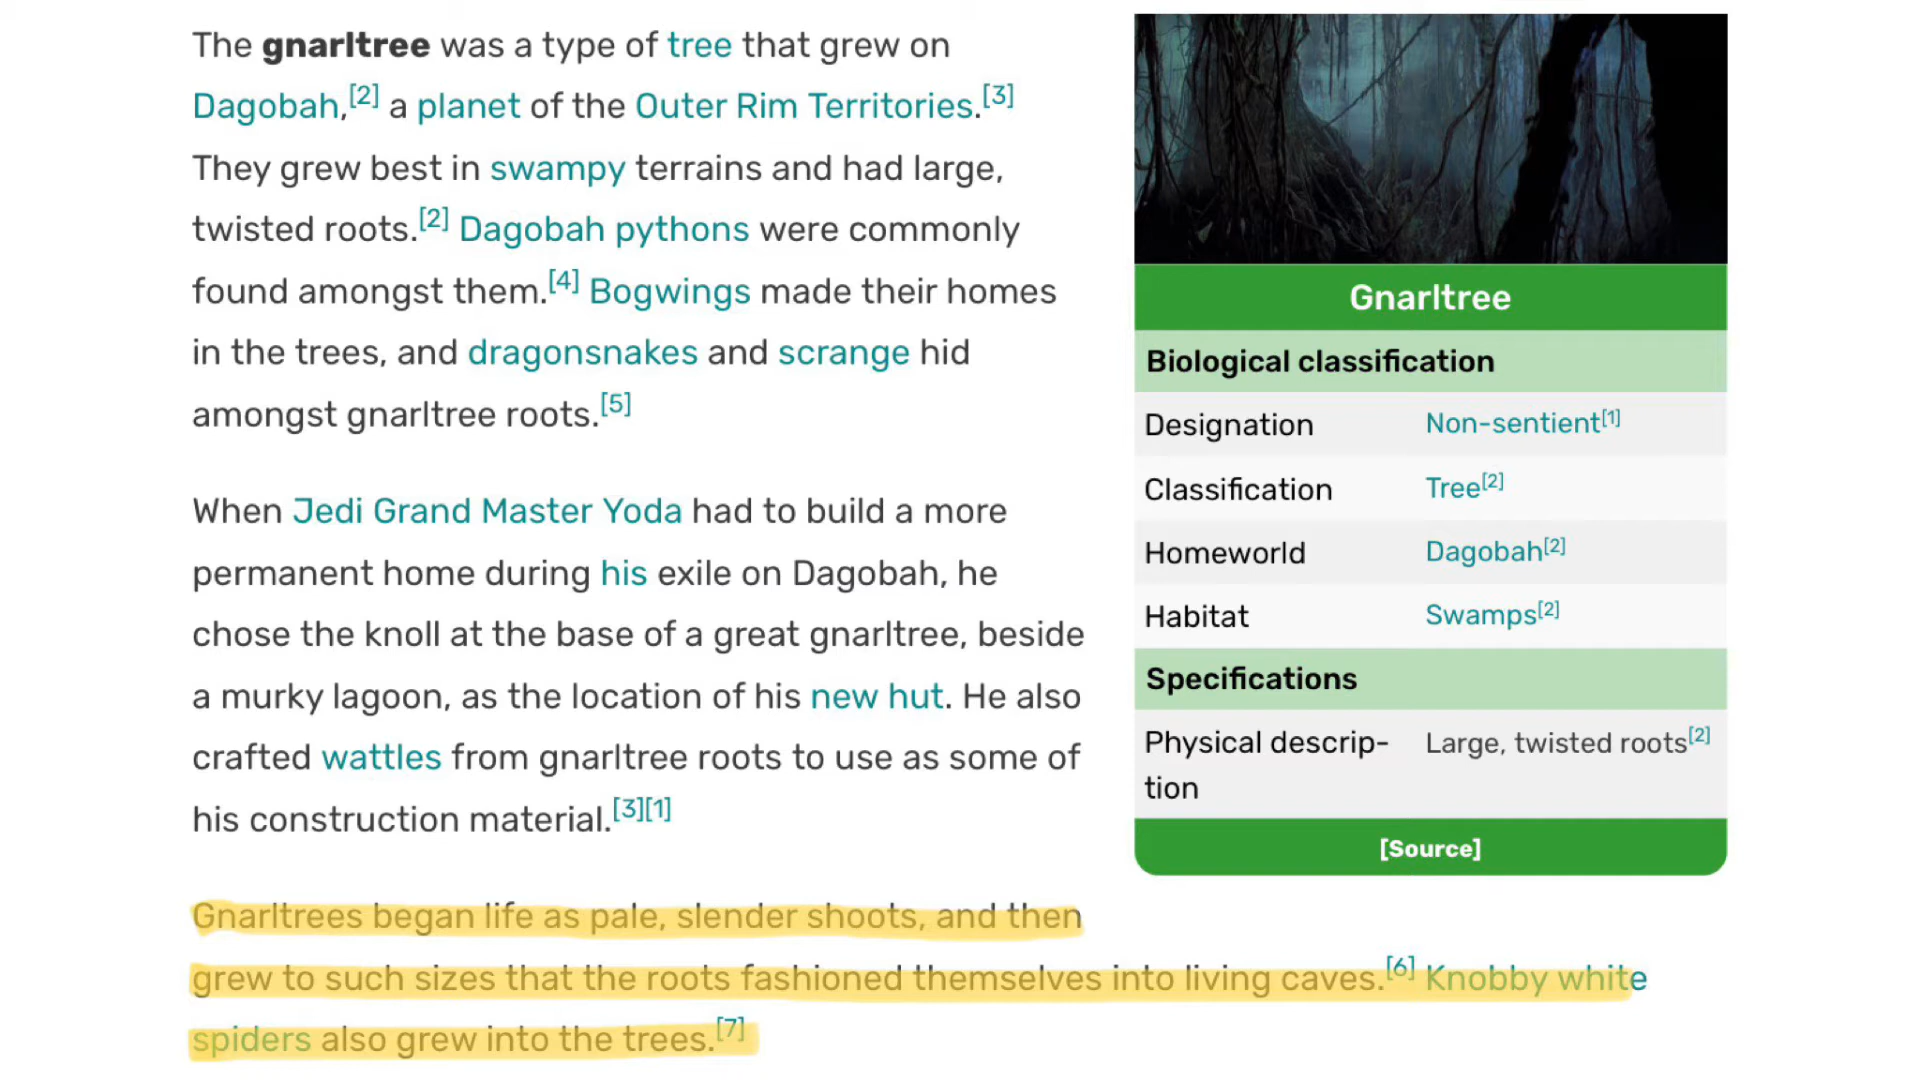 The gnarltree was a type of tree that grew on
Dagobah,[2] a planet of the Outer Rim Territories.[3]
They grew best in swampy terrains and had large,
twisted roots.[2] Dagobah pythons were commonly
found amongst them.[4] Bogwings made their homes
in the trees, and dragonsnakes and scrange hid
amongst gnarltree roots.[5]
When Jedi Grand Master Yoda had to build a more
permanent home during his exile on Dagobah, he
chose the knoll at the base of a great gnarltree, beside
a murky lagoon, as the location of his new hut. He also
crafted wattles from gnarltree roots to use as some of
his construction material.[3][1]
Gnarltrees began life as pale, slender shoots, and then
grew to such sizes that the roots fashioned themselves into living caves.[6] Knobby white
spiders also grew into the trees.[7]
Gnarltree
Biological classification
Designation Non-sentient[1]
Classification Tree[2]
Homeworld Dagobah[2]
Habitat Swamps[2]
Specifications
Physical descrip- Large, twisted roots[2]
tion
[Source]